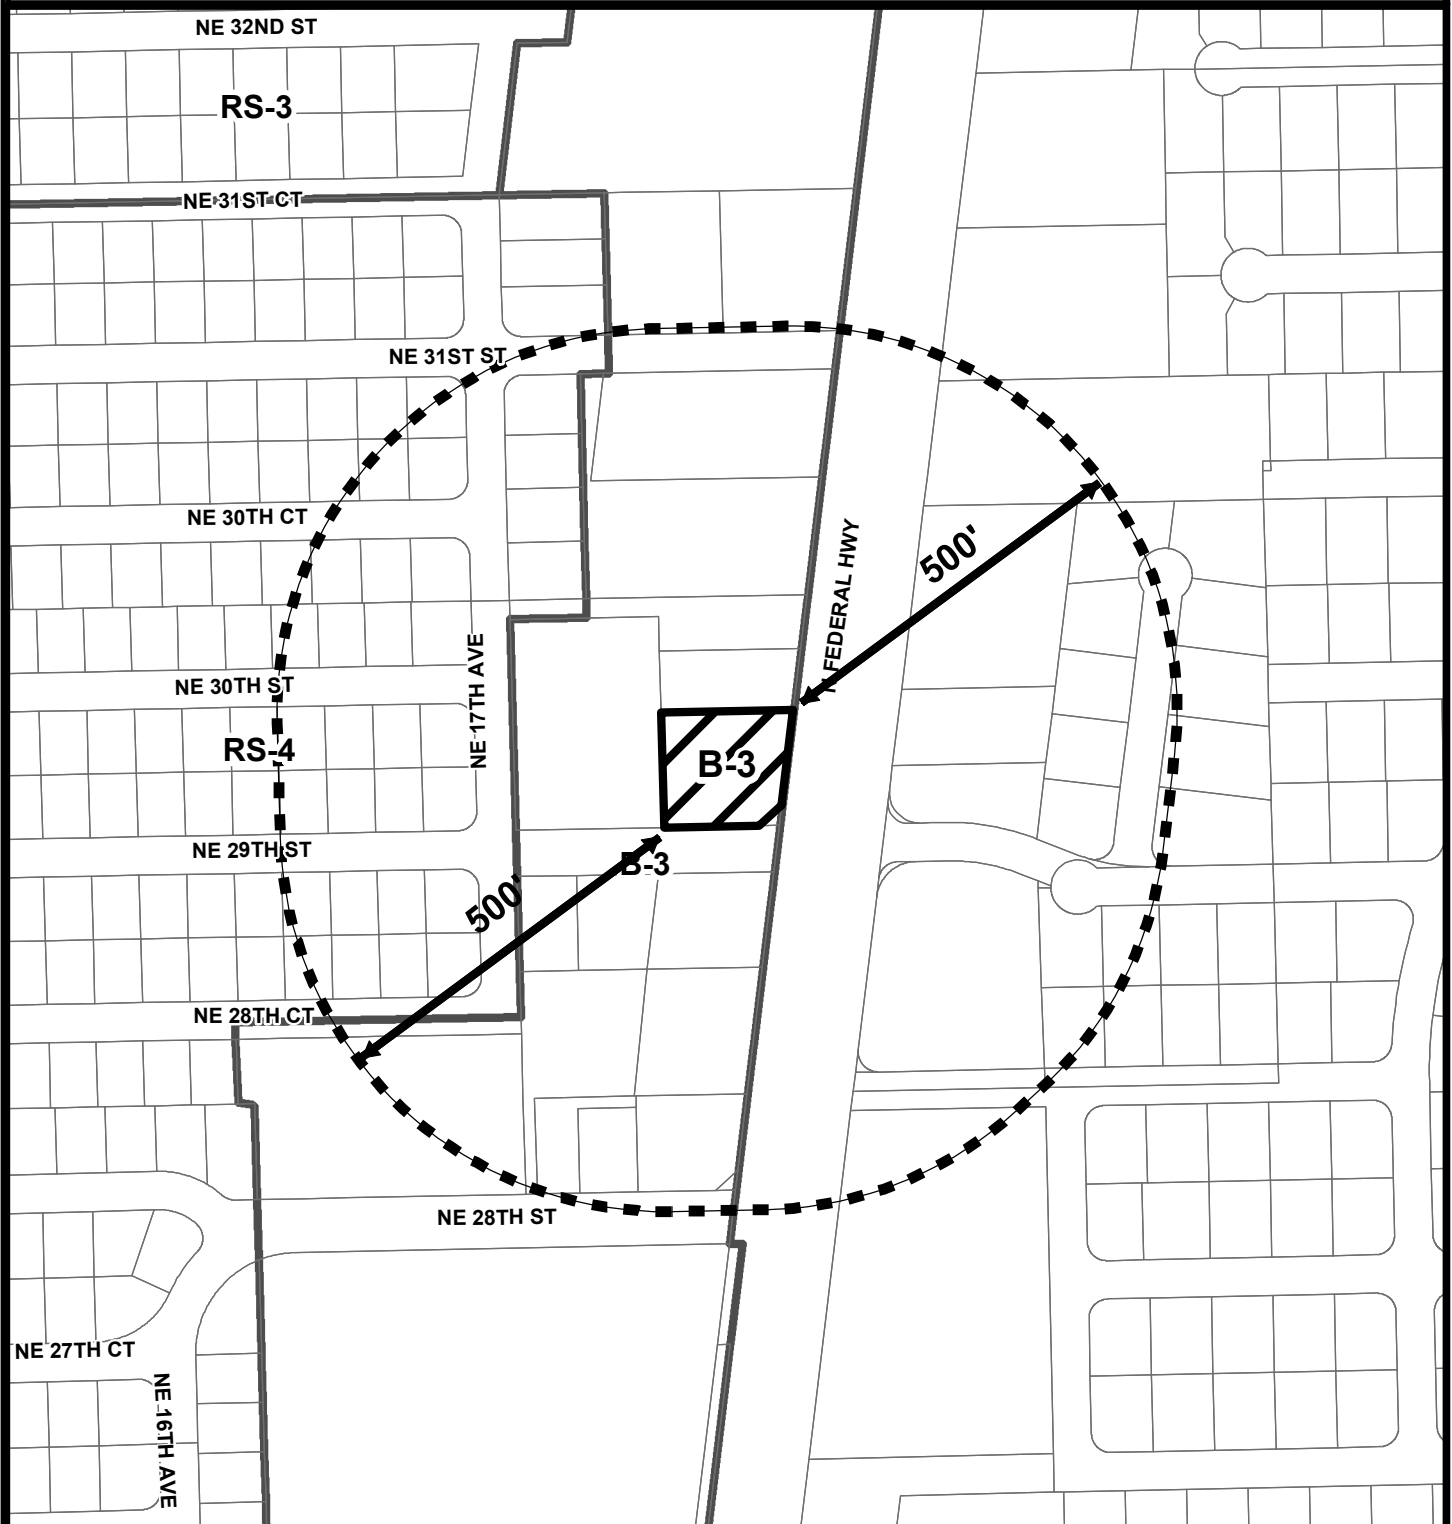 NE 32ND ST
RS-3
NE 31ST CT
NE 31ST ST
NE 30TH CT
500'
N FEDERAL HWY
NE 17TH AVE
NE 30TH ST
RS-4
B-3
NE 29TH ST
B-3
500'
NE 28TH CT
NE 28TH ST
NE 27TH CT
NE 16TH AVE